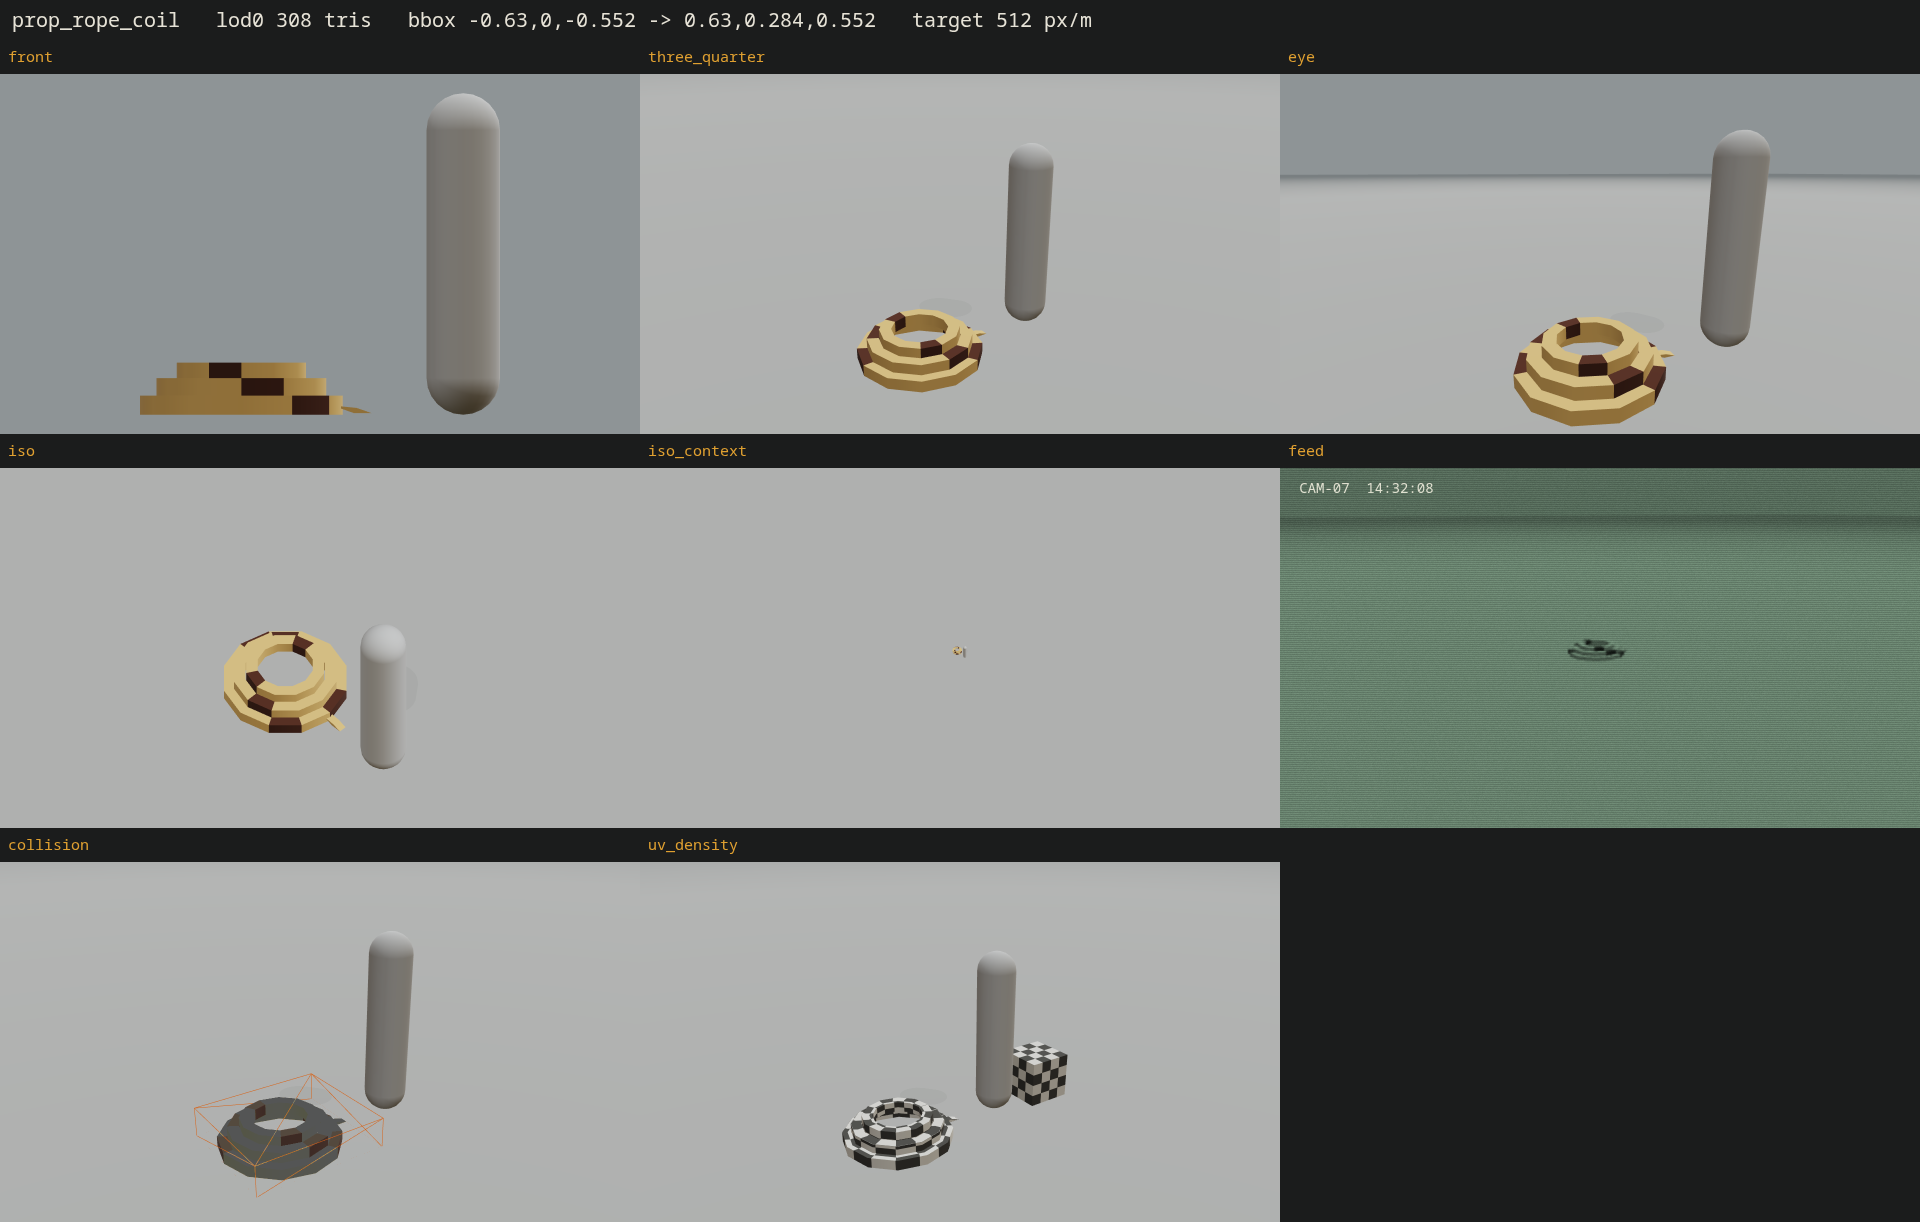 prop_rope_coil   lod0 308 tris   bbox -0.63,0,-0.552 -> 0.63,0.284,0.552   target 512 px/m
front
three_quarter
eye
iso
iso_context
feed
CAM-07  14:32:08
collision
uv_density